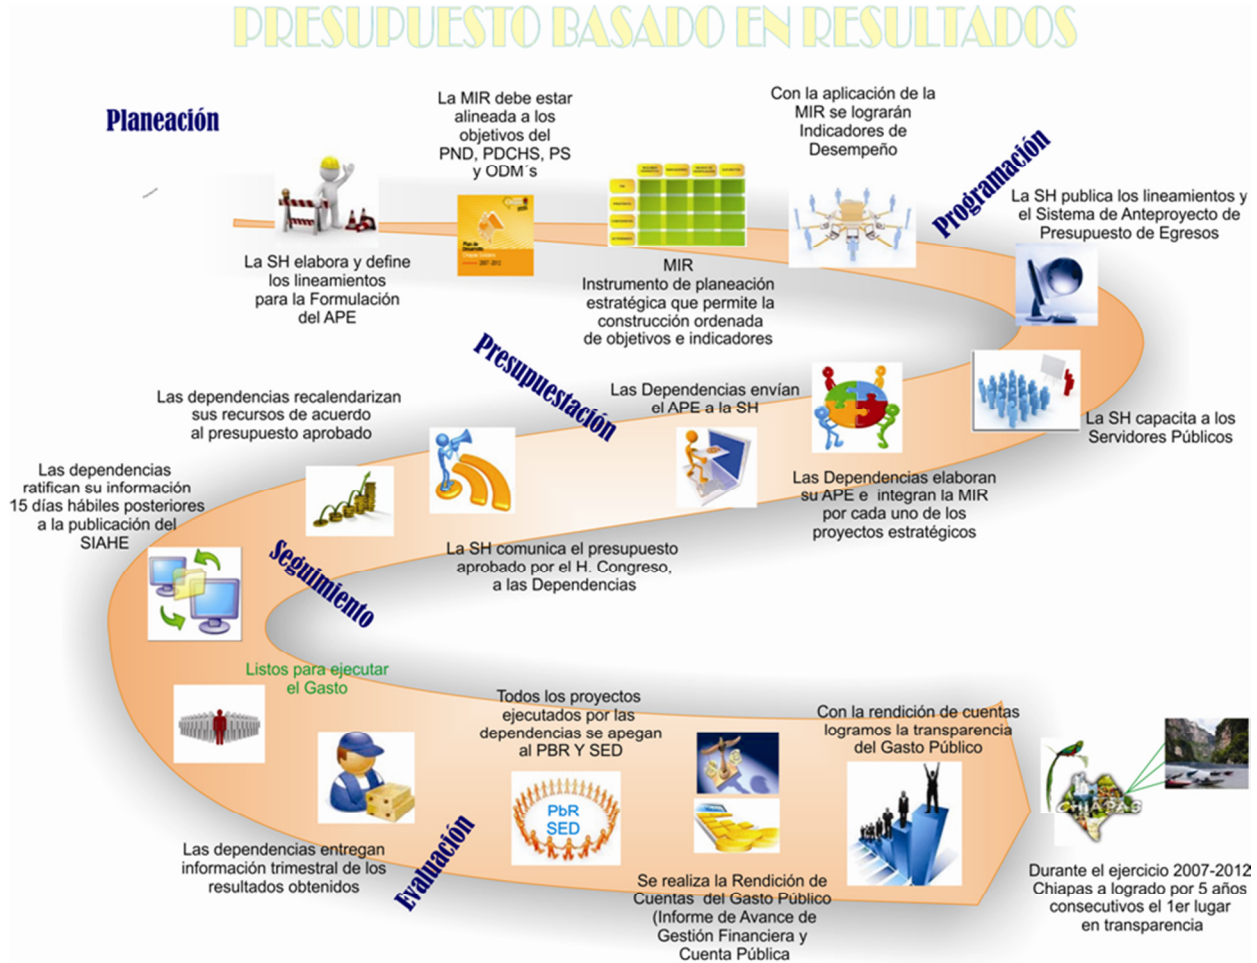 PRESUPUESTO BASADO EN RESULTADOS
Planeación
La SH elabora y define
los lineamientos
para la Formulación
del APE
La MIR debe estar
alineada a los
objetivos del
PND, PDCHS, PS
y ODM´s
Plan de
Desarrollo
Chiapas Solidario
2007 -2012
MIR
Instrumento de planeación
estratégica que permite la
construcción ordenada
de objetivos e indicadores
Con la aplicación de la
MIR se lograrán
Indicadores de
Desempeño
Programación
La SH publica los lineamientos y
el Sistema de Anteproyecto de
Presupuesto de Egresos
La SH capacita a los
Servidores Públicos
Las Dependencias elaboran
su APE e integran la MIR
por cada uno de los
proyectos estratégicos
Las Dependencias envían
el APE a la SH
Presupuestación
La SH comunica el presupuesto
aprobado por el H. Congreso,
a las Dependencias
Las dependencias recalendarizan
sus recursos de acuerdo
al presupuesto aprobado
Las dependencias
ratifican su información
15 días hábiles posteriores
a la publicación del
SIAHE
Seguimiento
Listos para ejecutar
el Gasto
Las dependencias entregan
información trimestral de los
resultados obtenidos
Evaluación
Todos los proyectos
ejecutados por las
dependencias se apegan
al PBR Y SED
PbR
SED
Se realiza la Rendición de
Cuentas del Gasto Público
(Informe de Avance de
Gestión Financiera y
Cuenta Pública
Con la rendición de cuentas
logramos la transparencia
del Gasto Público
CHIAPAS
Durante el ejercicio 2007-2012
Chiapas a logrado por 5 años
consecutivos el 1er lugar
en transparencia